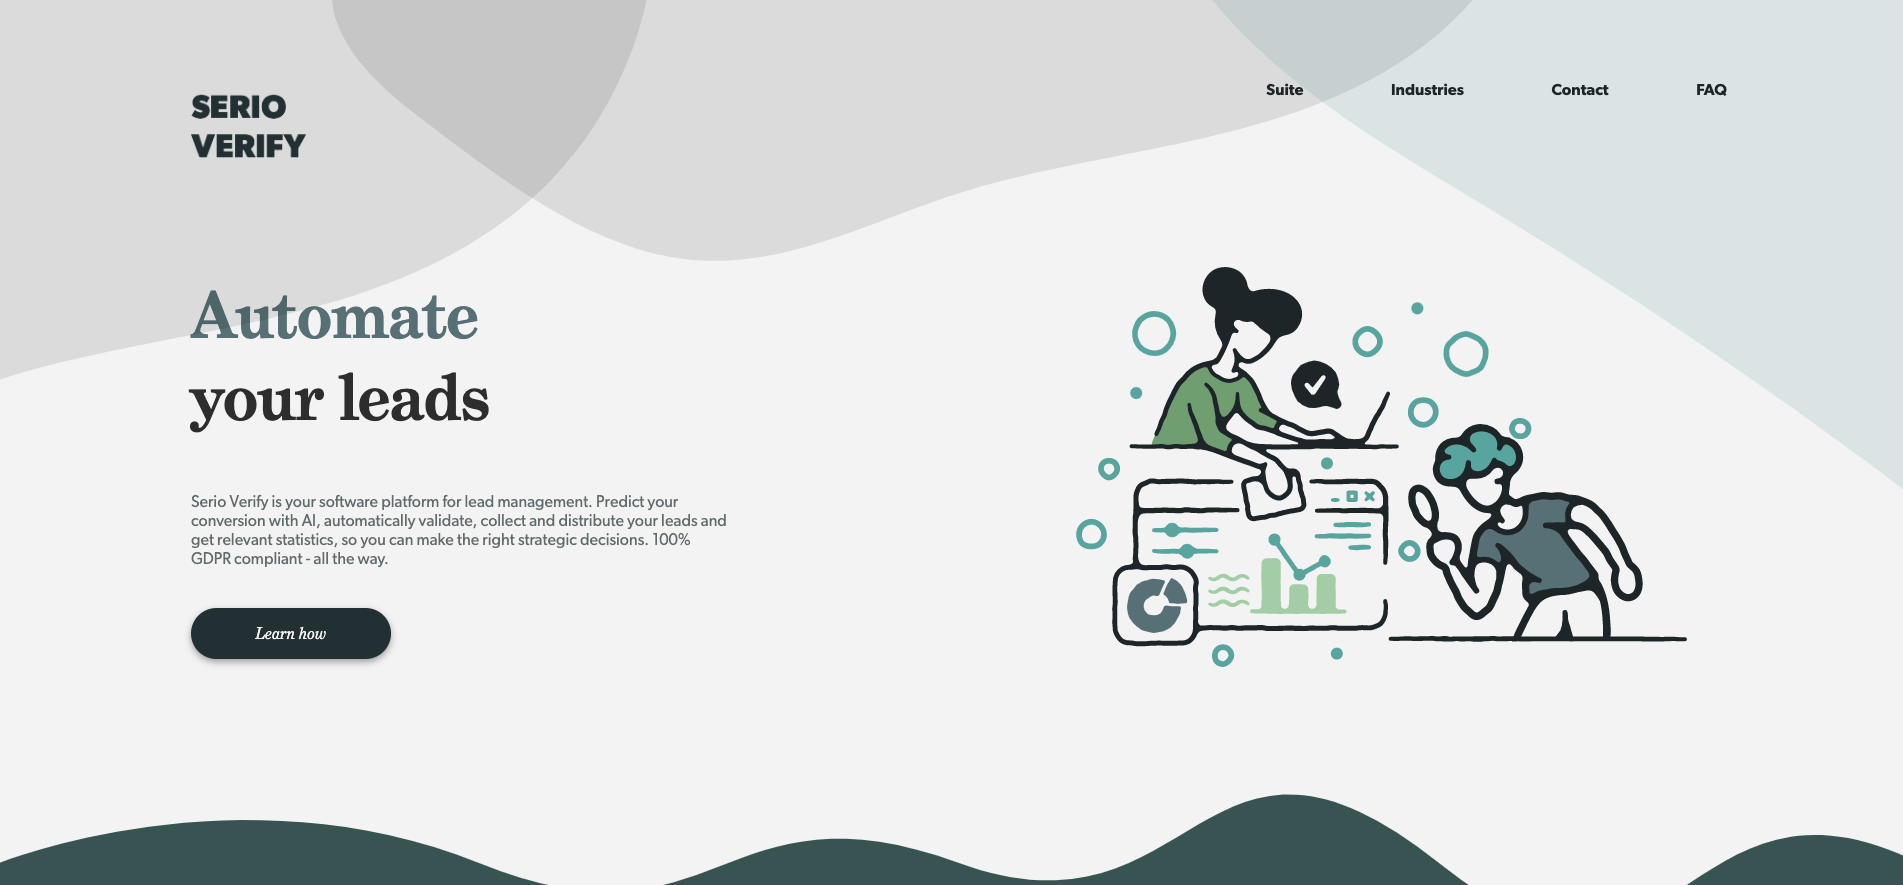 SERIO
VERIFY
Suite
Industries
Contact
FAQ
Automate
your leads
Serio Verify is your software platform for lead management. Predict your
conversion with AI, automatically validate, collect and distribute your leads and
get relevant statistics, so you can make the right strategic decisions. 100%
GDPR compliant - all the way.
Learn how